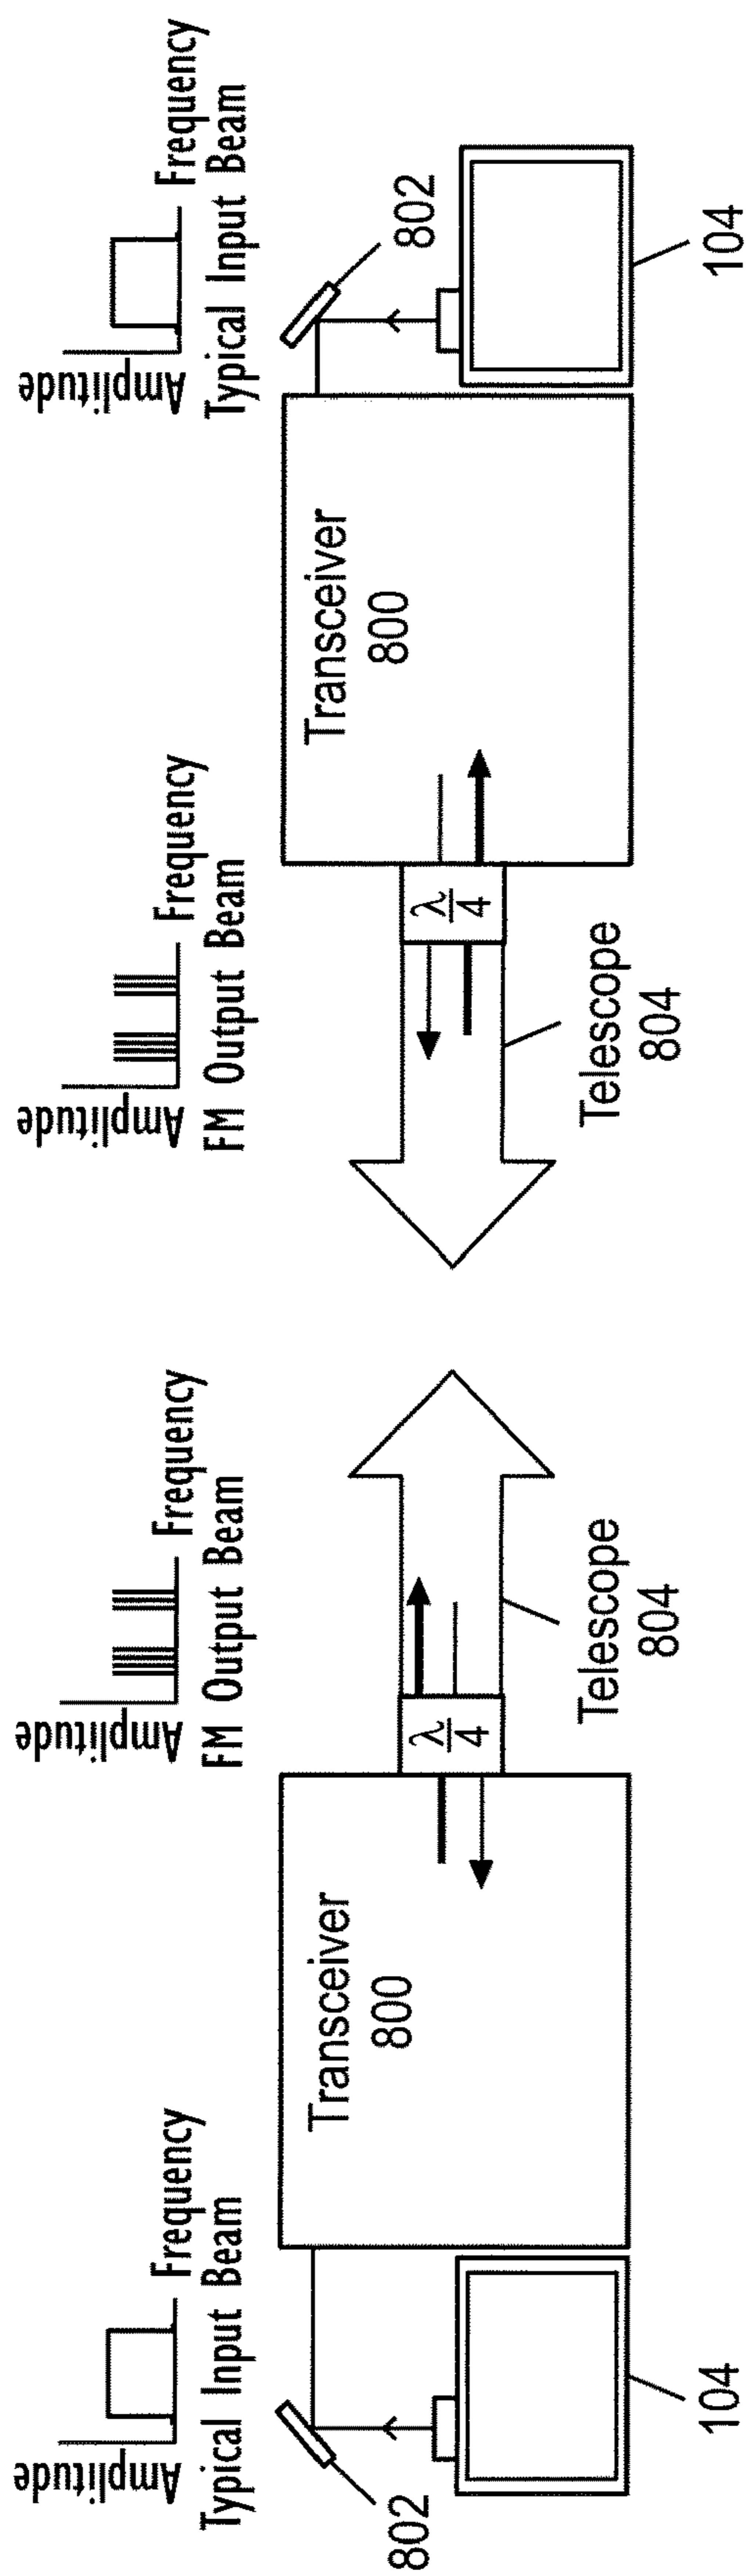 Amplitude
Frequency
Typical Input Beam
Amplitude
Frequency
FM Output Beam
Amplitude
Frequency
FM Output Beam
Amplitude
Frequency
Typical Input Beam
802
Transceiver
800
λ/4
λ/4
Transceiver
800
802
104
Telescope
804
Telescope
804
104